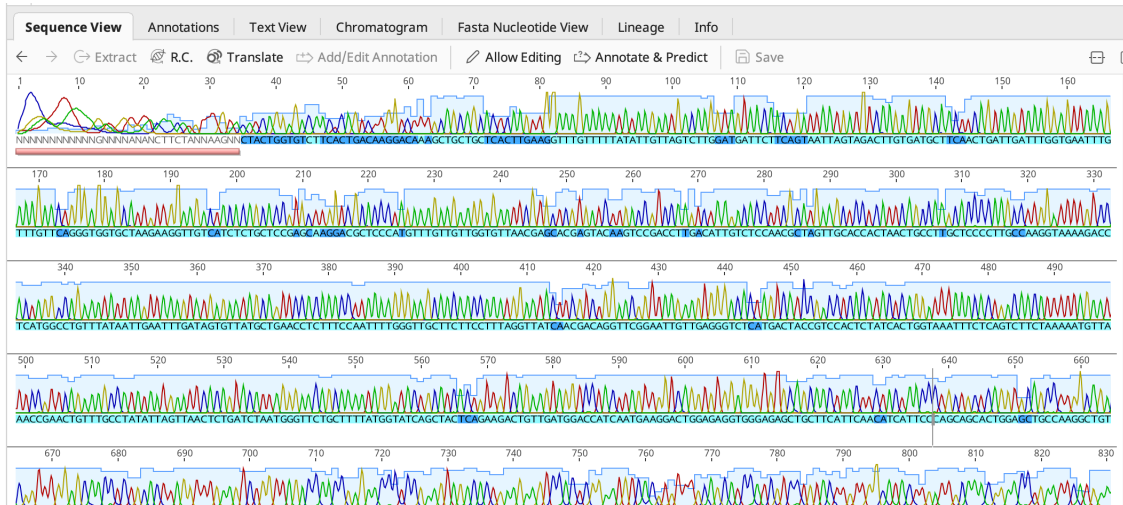 Sequence View Annotations Text View Chromatogram Fasta Nucleotide View Lineage Info
Extract R.C. Translate Add/Edit Annotation Allow Editing Annotate & Predict Save
1 10 20 30 40 50 60 70 80 90 100 110 120 130 140 150 160
NNNNNNNNNNNNGNNNNANANCTTCTANNAAGNNCTACTGGTGTCTTCACTGACAAGGACAAAGCTGCTGCTCACTTGAAGGTTTGTTTTTATATTGTTAGTCTTGGATGATTCTTCAGTAATTAGTAGACTTGTGATGCTTCAACTGATTGATTTGGTGAATTTG
170 180 190 200 210 220 230 240 250 260 270 280 290 300 310 320 330
TTTGTTCAGGGTGGTGCTAAGAAGGTTGTCATCTCTGCTCCGAGCAAGGACGCTCCCATGTTTGTTGTTGGTGTTAACGAGCACGAGTACAAGTCCGACCTTGACATTGTCTCCAACGCTAGTTGCACCACTAACTGCCTTGCTCCCCTTGCCAAGGTAAAAGACC
340 350 360 370 380 390 400 410 420 430 440 450 460 470 480 490
TCATGGCCTGTTTATAATTGAATTTGATAGTGTTATGCTGAACCTCTTTCCAATTTTGGGTTGCTTCTTCCTTTAGGTTATCAACGACAGGTTCGGAATTGTTGAGGGTCTCATGACTACCGTCCACTCTATCACTGGTAAATTTCTCAGTCTTCTAAAAATGTTA
500 510 520 530 540 550 560 570 580 590 600 610 620 630 640 650 660
AACCGAACTGTTTGCCTATATTAGTTAACTCTGATCTAATGGGTTCTGCTTTTATGGTATCAGCTACTCAGAAGACTGTTGATGGACCATCAATGAAGGACTGGAGAGGTGGGAGAGCTGCTTCATTCAACATCATTCCCAGCAGCACTGGAGCTGCCAAGGCTGT
670 680 690 700 710 720 730 740 750 760 770 780 790 800 810 820 830